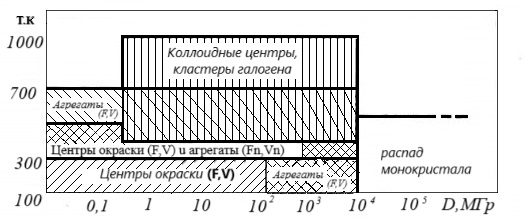 Т.К
1000
Коллоидные центры,
кластеры галогена
700
Агрегаты
(F,V)
Центры окраски (F,V) и агрегаты (Fn,Vn)
300
Центры окраски (F,V)
Агрегаты
(F,V)
распад
монокристала
100
0,1 1 10 10² 10³ 10⁴ 10⁵ D,МГр